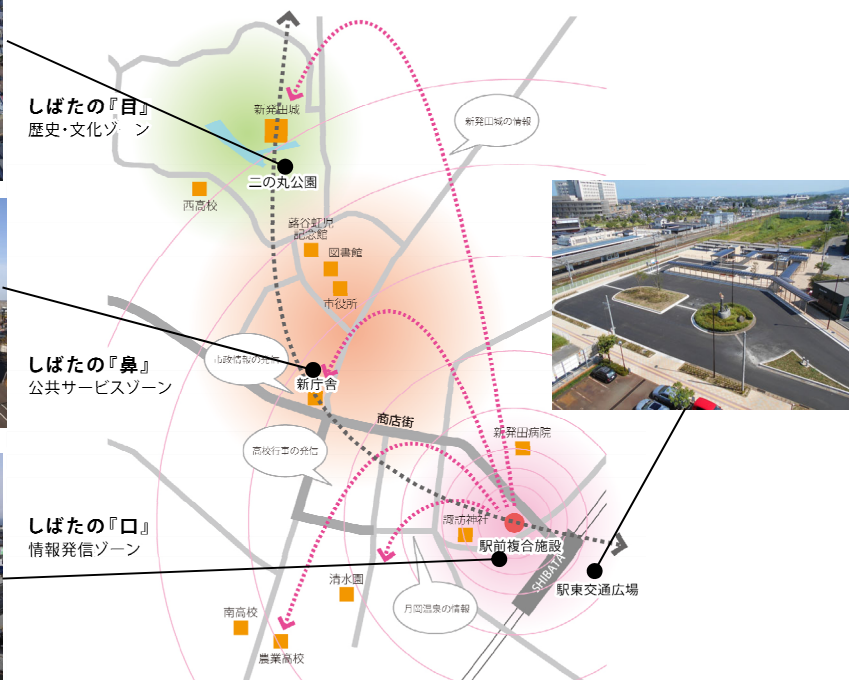 しばたの『目』
歴史・文化ゾーン
新発田城
新発田城の情報
二の丸公園
西高校
蕗谷虹児
記念館
図書館
市役所
しばたの『鼻』
公共サービスゾーン
市政情報の発信
新庁舎
商店街
新発田病院
高校行事の発信
しばたの『口』
情報発信ゾーン
諏訪神社
駅前複合施設
SHIBATA
駅東交通広場
清水園
月岡温泉の情報
南高校
農業高校